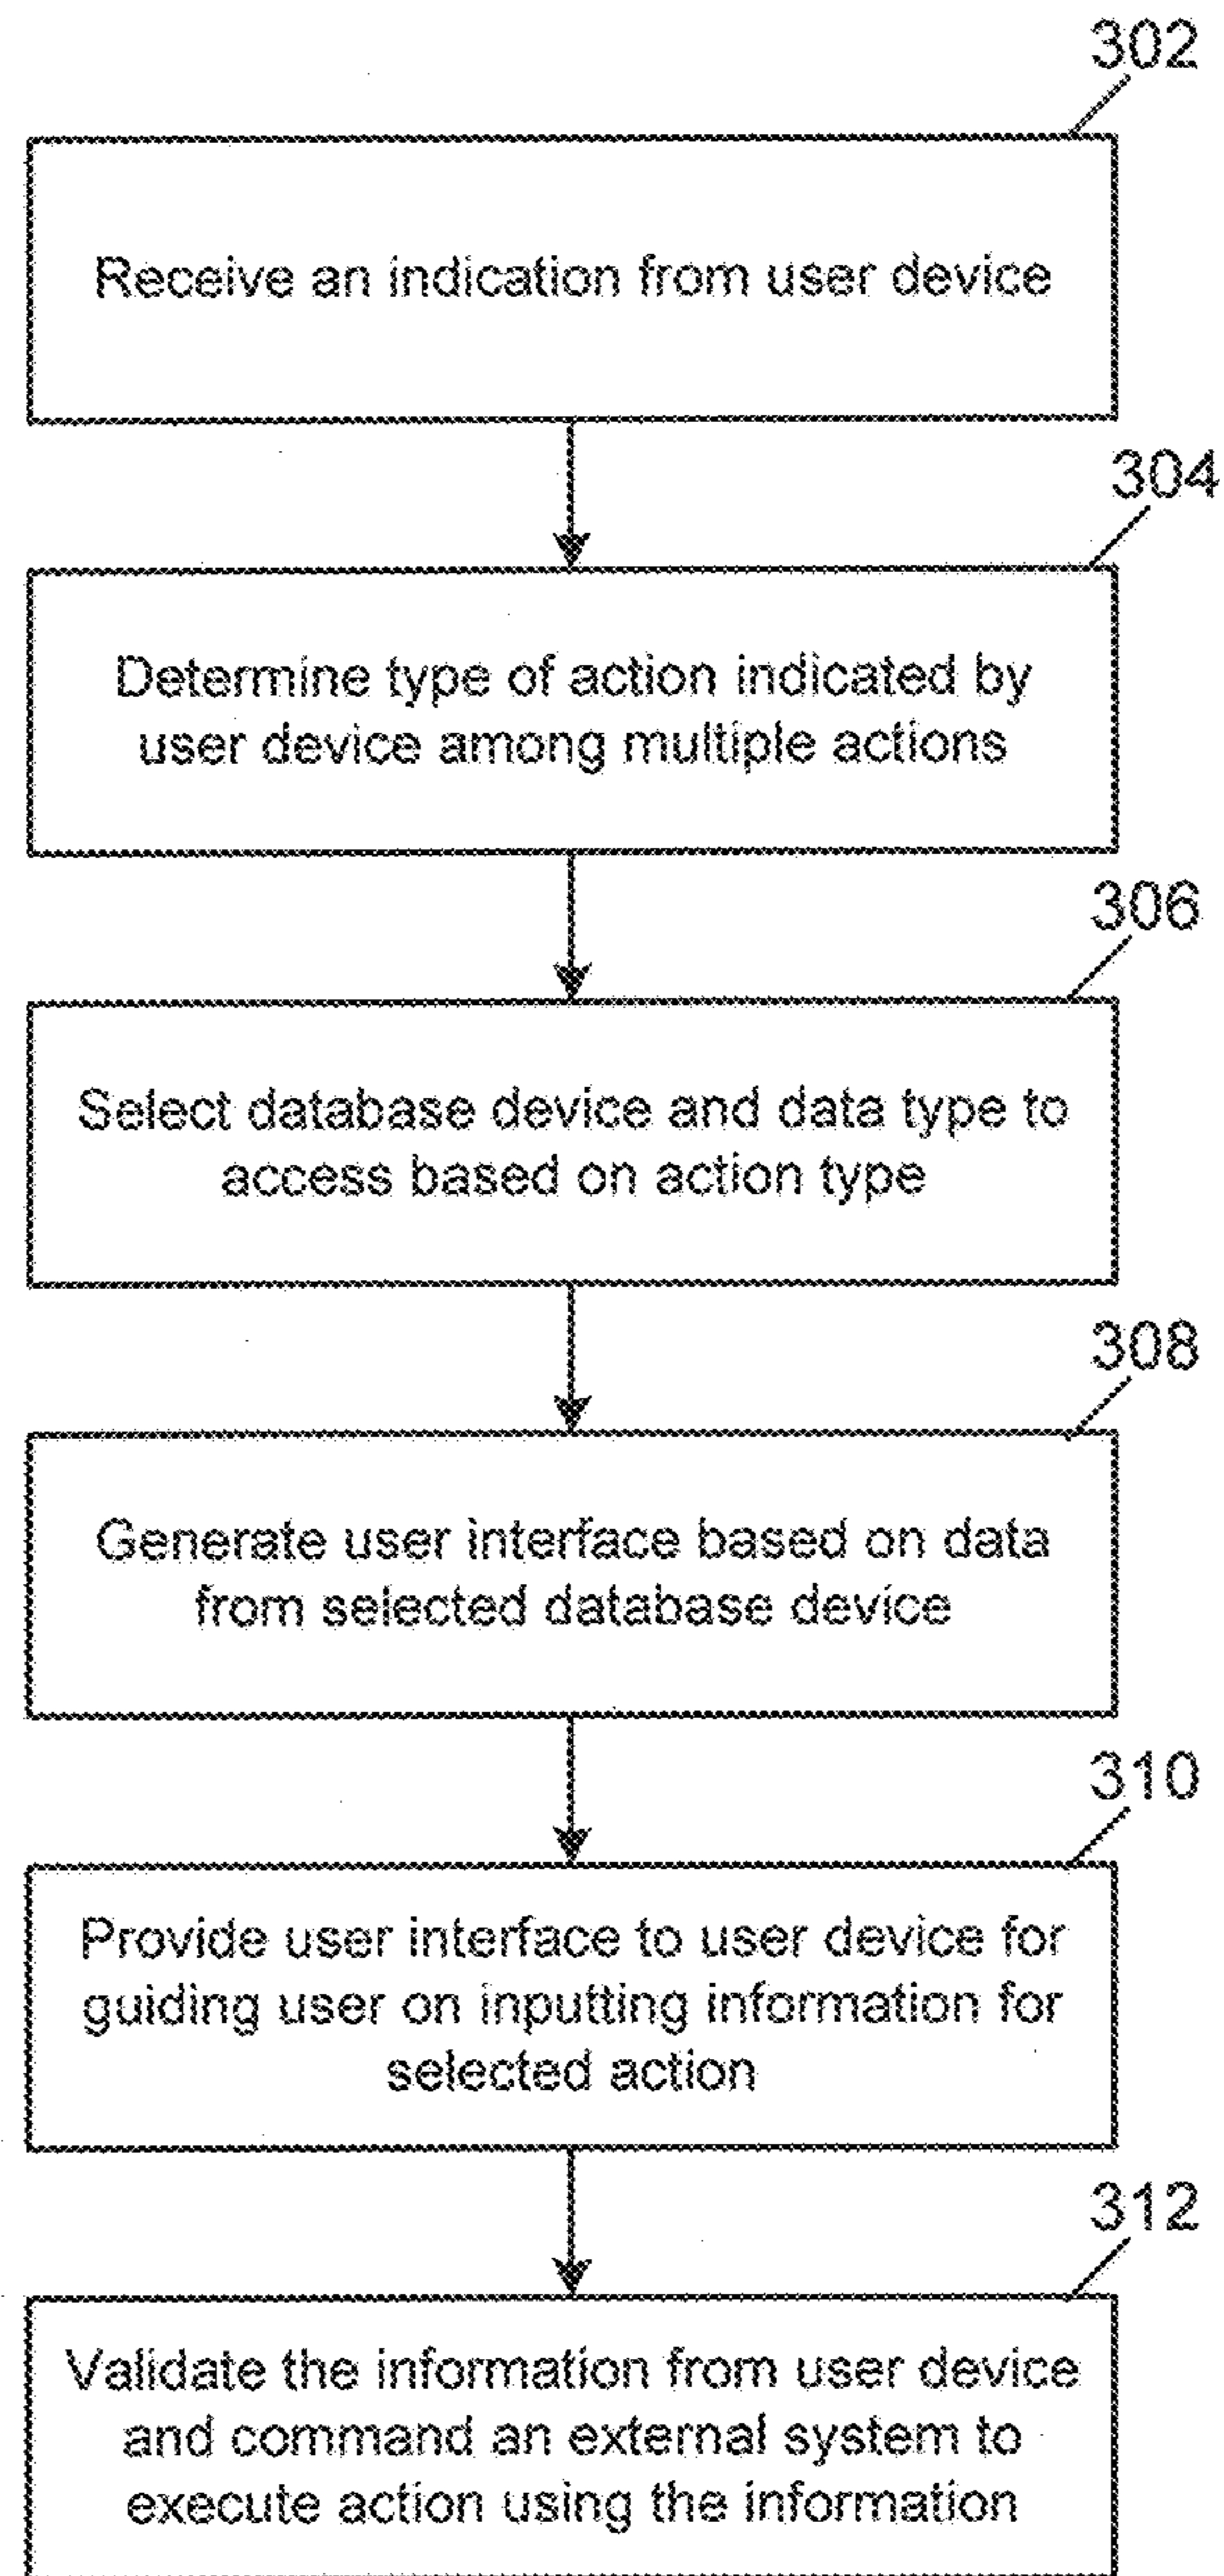 302
Receive an indication from user device
304
Determine type of action indicated by
user device among multiple actions
306
Select database device and data type to
access based on action type
308
Generate user interface based on data
from selected database device
310
Provide user interface to user device for
guiding user on inputting information for
selected action
312
Validate the information from user device
and command an external system to
execute action using the information